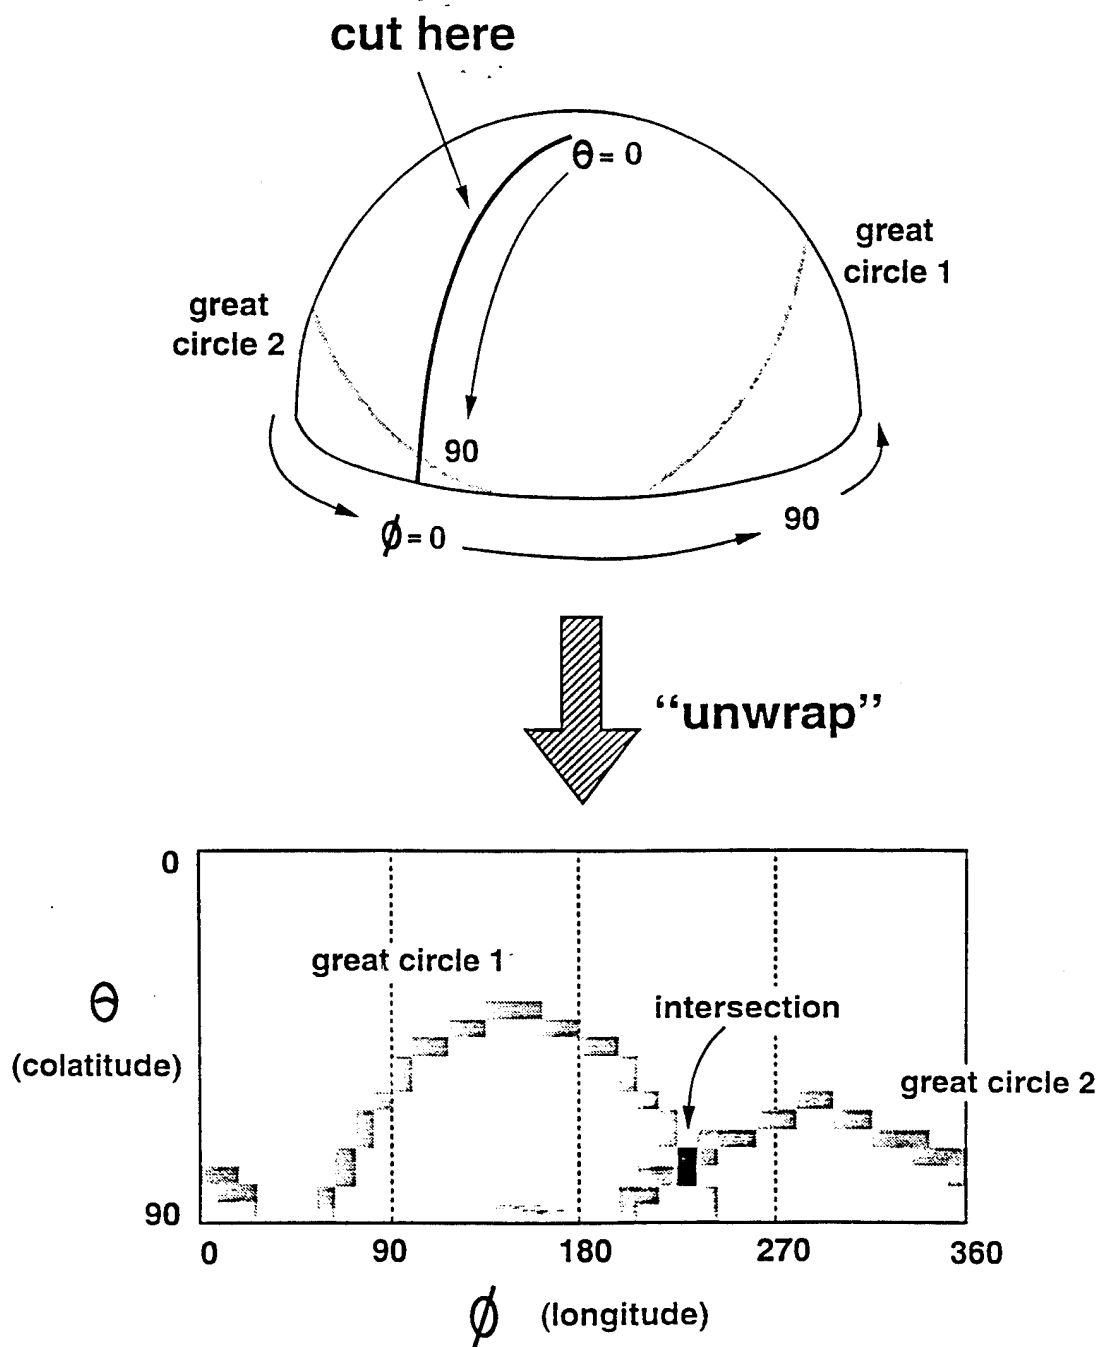 cut here
θ = 0
great
circle 1
great
circle 2
90
ϕ = 0
90
“unwrap”
0
great circle 1
θ
intersection
(colatitude)
great circle 2
90
0
90
180
270
360
ϕ (longitude)